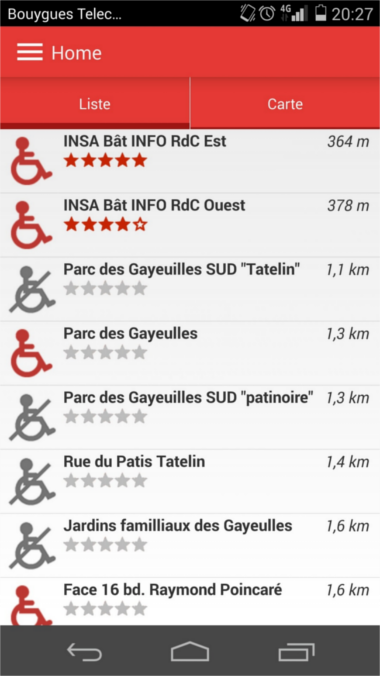 Bouygues Telec... 4G 20:27
Home
Liste Carte
INSA Bât INFO RdC Est 364 m
INSA Bât INFO RdC Ouest 378 m
Parc des Gayeuilles SUD "Tatelin" 1,1 km
Parc des Gayeulles 1,3 km
Parc des Gayeuilles SUD "patinoire" 1,3 km
Rue du Patis Tatelin 1,4 km
Jardins familliaux des Gayeulles 1,6 km
Face 16 bd. Raymond Poincaré 1,6 km